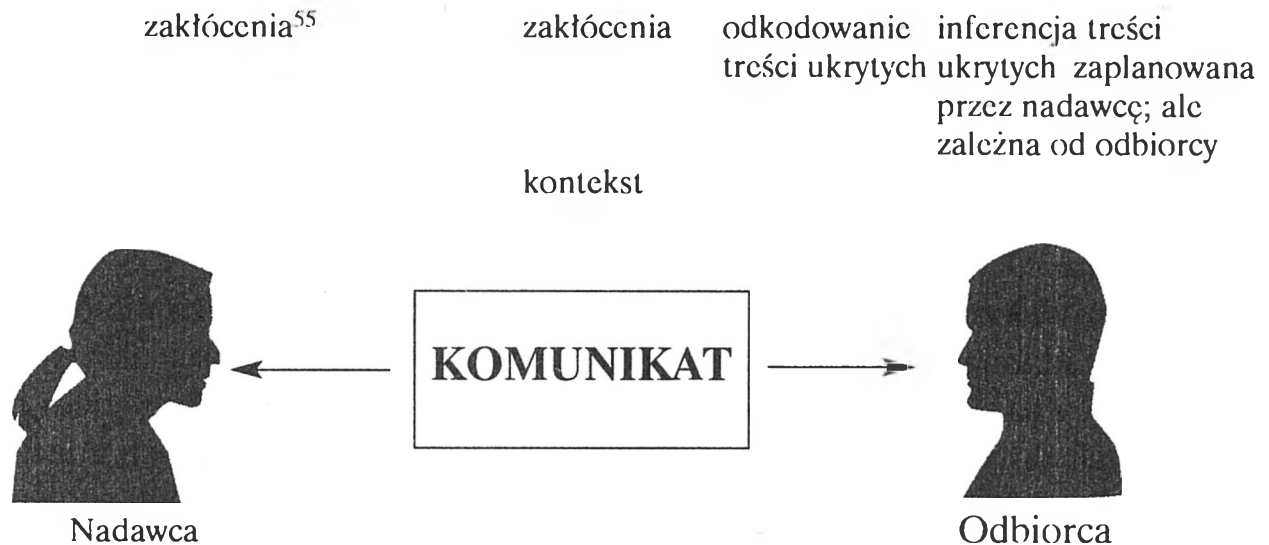 zakłócenia⁵⁵
zakłócenia
odkodowanie
treści ukrytych
inferencja treści
ukrytych zaplanowana
przez nadawcę; ale
zależna od odbiorcy
kontekst
KOMUNIKAT
Nadawca
Odbiorca